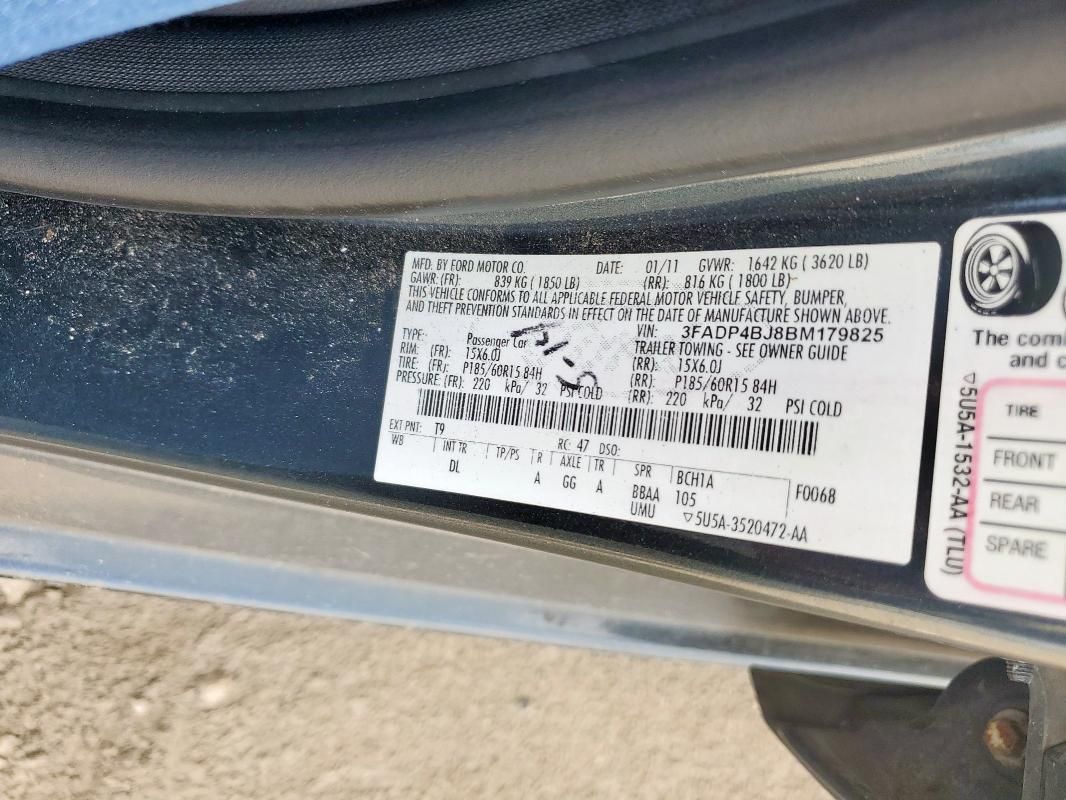 MFD. BY FORD MOTOR CO. DATE: 01/11 GVWR: 1642 KG ( 3620 LB)
GAWR: (FR): 839 KG ( 1850 LB) (RR): 816 KG ( 1800 LB)
THIS VEHICLE CONFORMS TO ALL APPLICABLE FEDERAL MOTOR VEHICLE SAFETY, BUMPER,
AND THEFT PREVENTION STANDARDS IN EFFECT ON THE DATE OF MANUFACTURE SHOWN ABOVE.
VIN: 3FADP4BJ8BM179825
TYPE: Passenger Car TRAILER TOWING - SEE OWNER GUIDE
RIM: (FR): 15X6.0J (RR): 15X6.0J
TIRE: (FR): P185/60R15 84H (RR): P185/60R15 84H
PRESSURE: (FR): 220 kPa/ 32 PSI COLD (RR): 220 kPa/ 32 PSI COLD
EXT PNT: T9 RC: 47 DSO:
WB INT TR TP/PS R AXLE TR SPR BCH1A
DL A GG A BBAA 105 F0068
UMU ▽5U5A-3520472-AA
The com
and c
TIRE
FRONT
REAR
SPARE
▽5U5A-1532-AA (TLU)